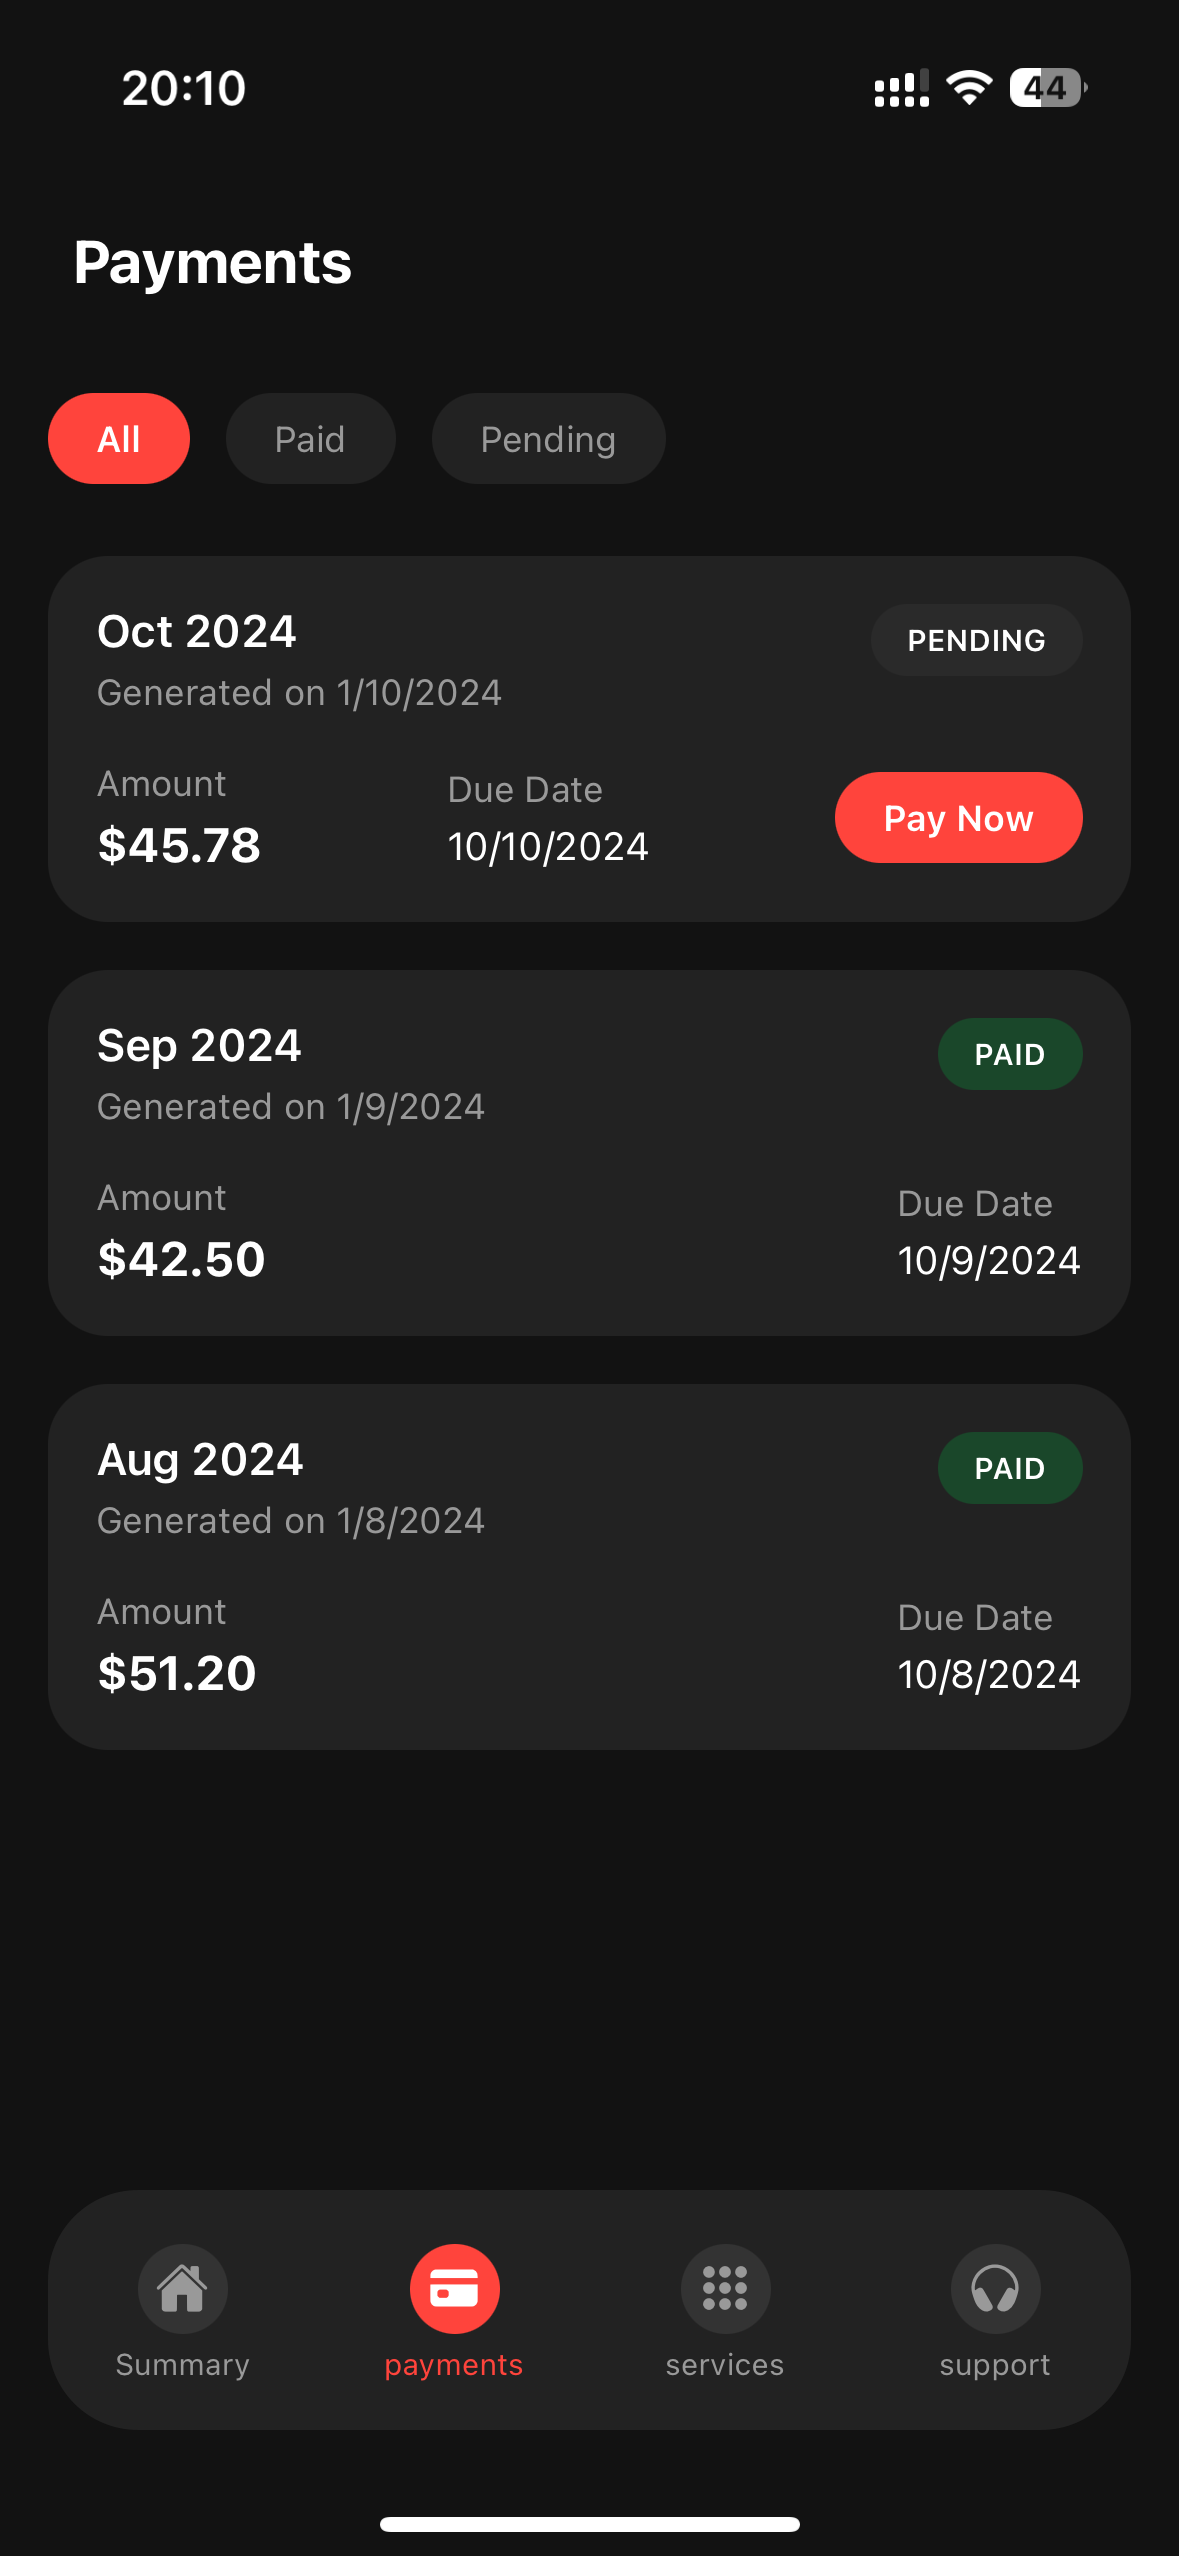 20:10
44
Payments
All Paid Pending
Oct 2024 PENDING
Generated on 1/10/2024
Amount Due Date
$45.78 10/10/2024 Pay Now
Sep 2024 PAID
Generated on 1/9/2024
Amount Due Date
$42.50 10/9/2024
Aug 2024 PAID
Generated on 1/8/2024
Amount Due Date
$51.20 10/8/2024
Summary payments services support